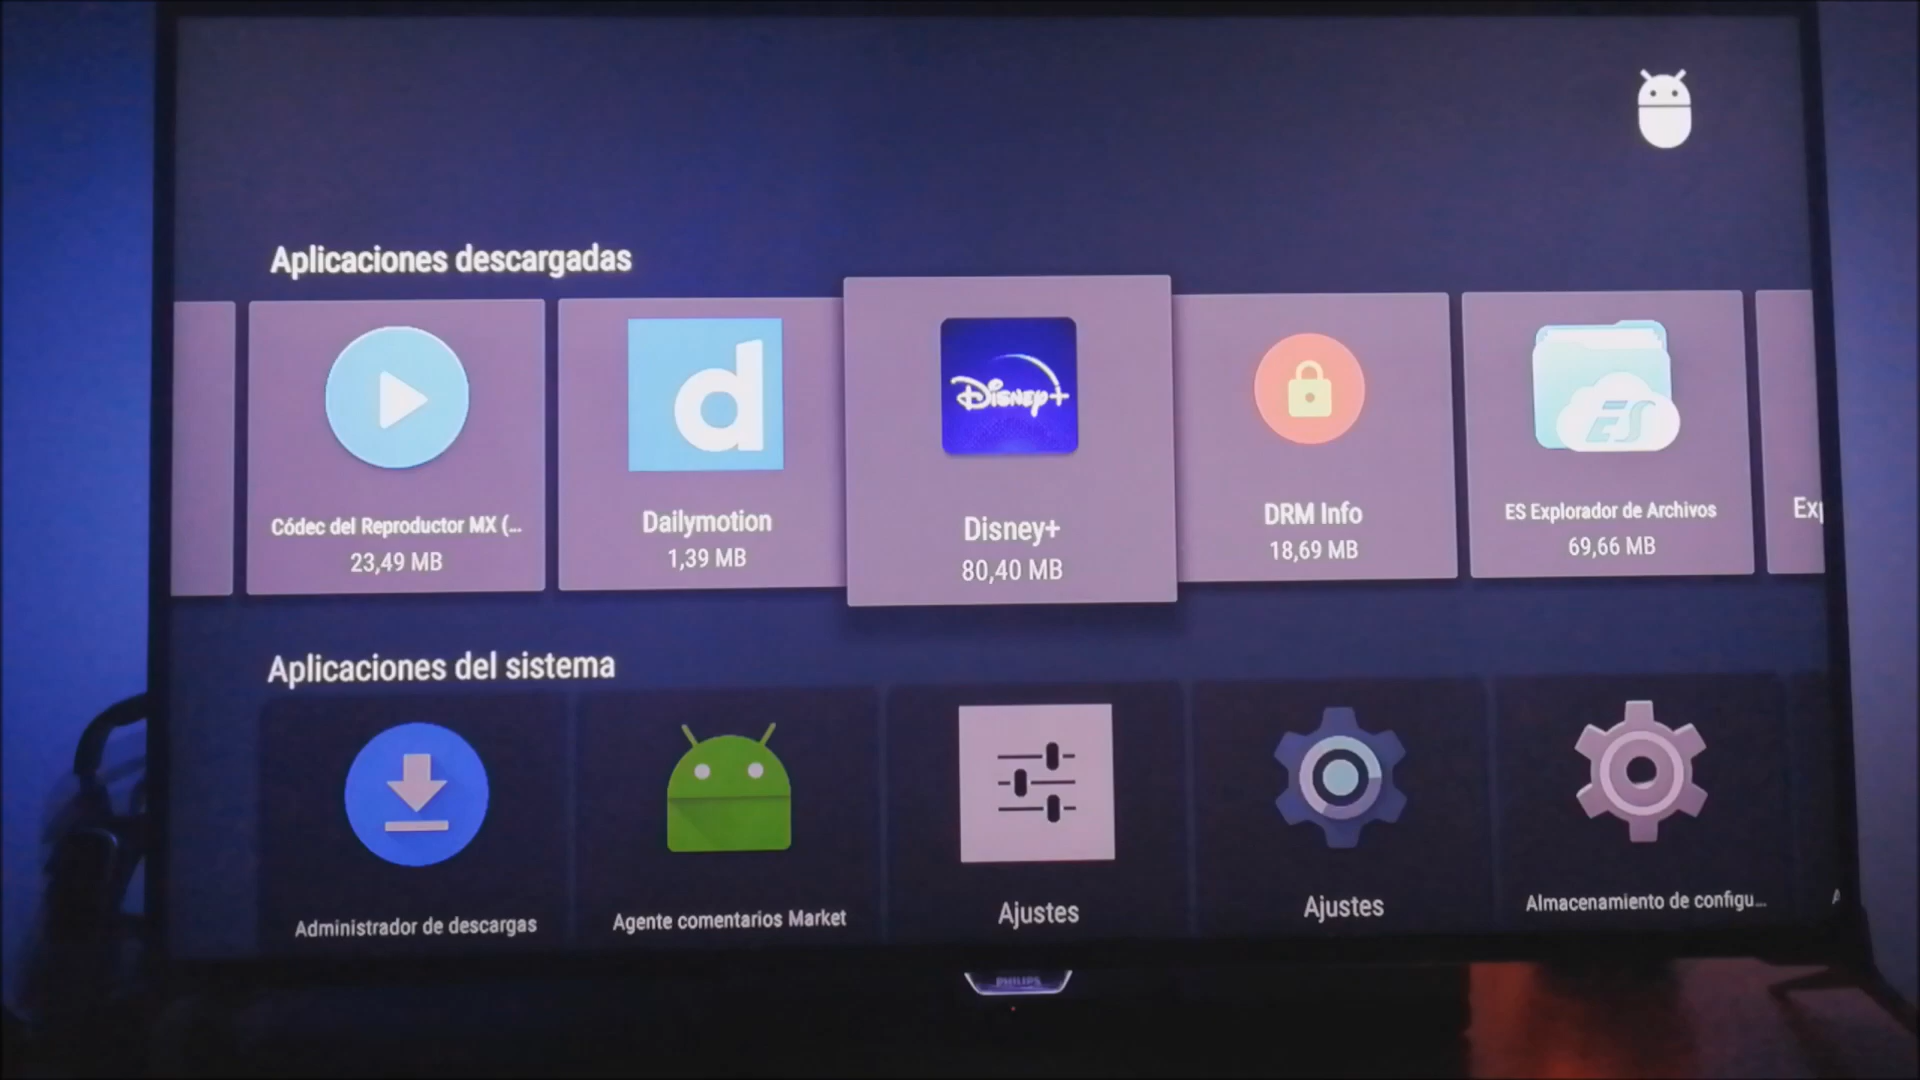 Aplicaciones descargadas
Códec del Reproductor MX (...
23,49 MB
d
Dailymotion
1,39 MB
Disney+
Disney+
80,40 MB
DRM Info
18,69 MB
ES
ES Explorador de Archivos
69,66 MB
Exp
Aplicaciones del sistema
Administrador de descargas
Agente comentarios Market
Ajustes
Ajustes
Almacenamiento de configu...
A
PHILIPS